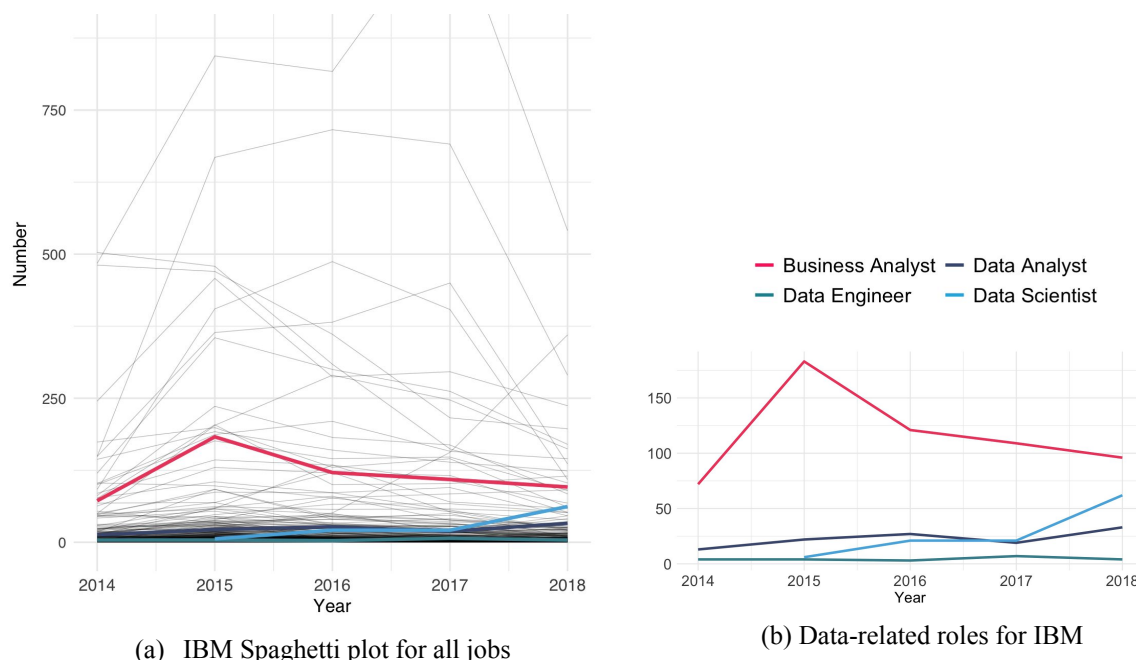 750
500
250
0
Number
2014 2015 2016 2017 2018
Year
(a) IBM Spaghetti plot for all jobs
Business Analyst Data Analyst
Data Engineer Data Scientist
150
100
50
0
2014 2015 2016 2017 2018
Year
(b) Data-related roles for IBM